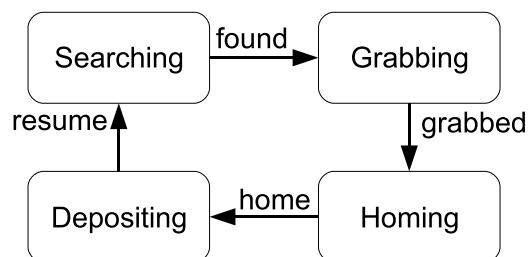 found
Searching
Grabbing
resume
grabbed
home
Depositing
Homing